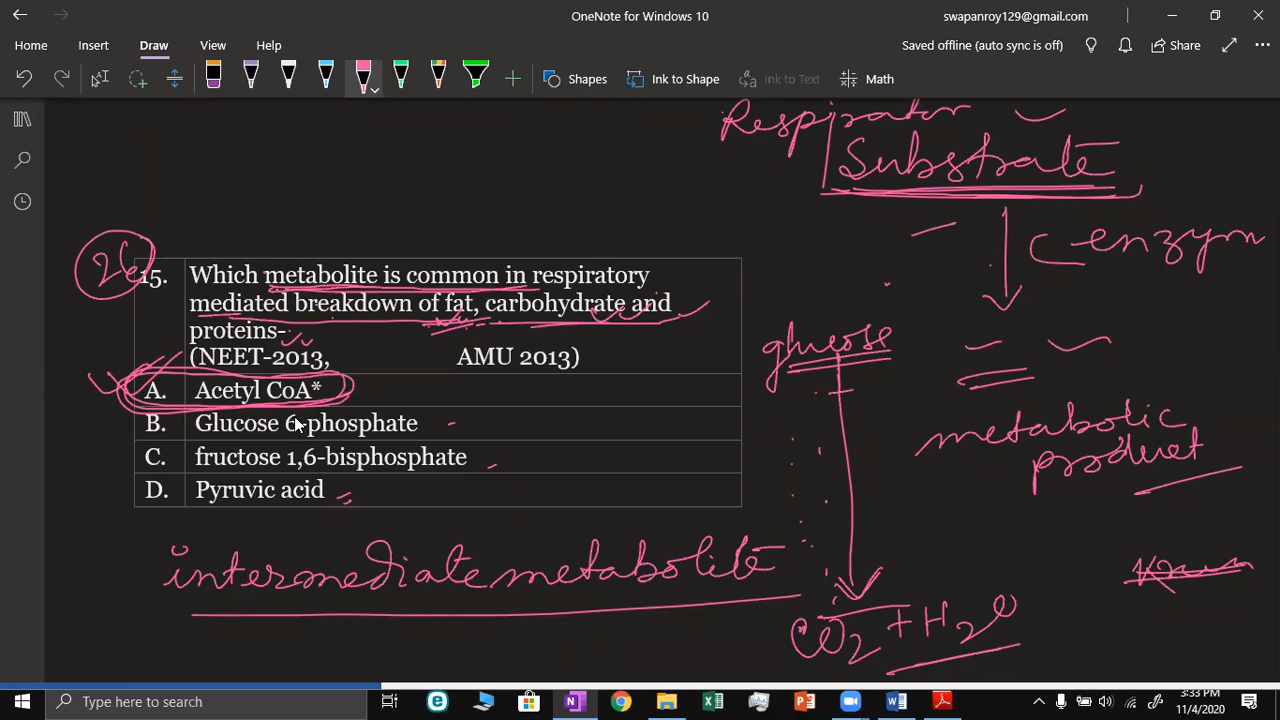 OneNote for Windows 10
swapanroy129@gmail.com
Home Insert Draw View Help
Saved offline (auto sync is off) Share
Shapes Ink to Shape Ink to Text Math
Substrate
glucose
metabolic
product
26
15. Which metabolite is common in respiratory
mediated breakdown of fat, carbohydrate and
proteins-
(NEET-2013, AMU 2013)
A. Acetyl CoA*
B. Glucose 6-phosphate
C. fructose 1,6-bisphosphate
D. Pyruvic acid
intermediate metabolite
CO2 + H2O
Type here to search
3:33 PM
11/4/2020